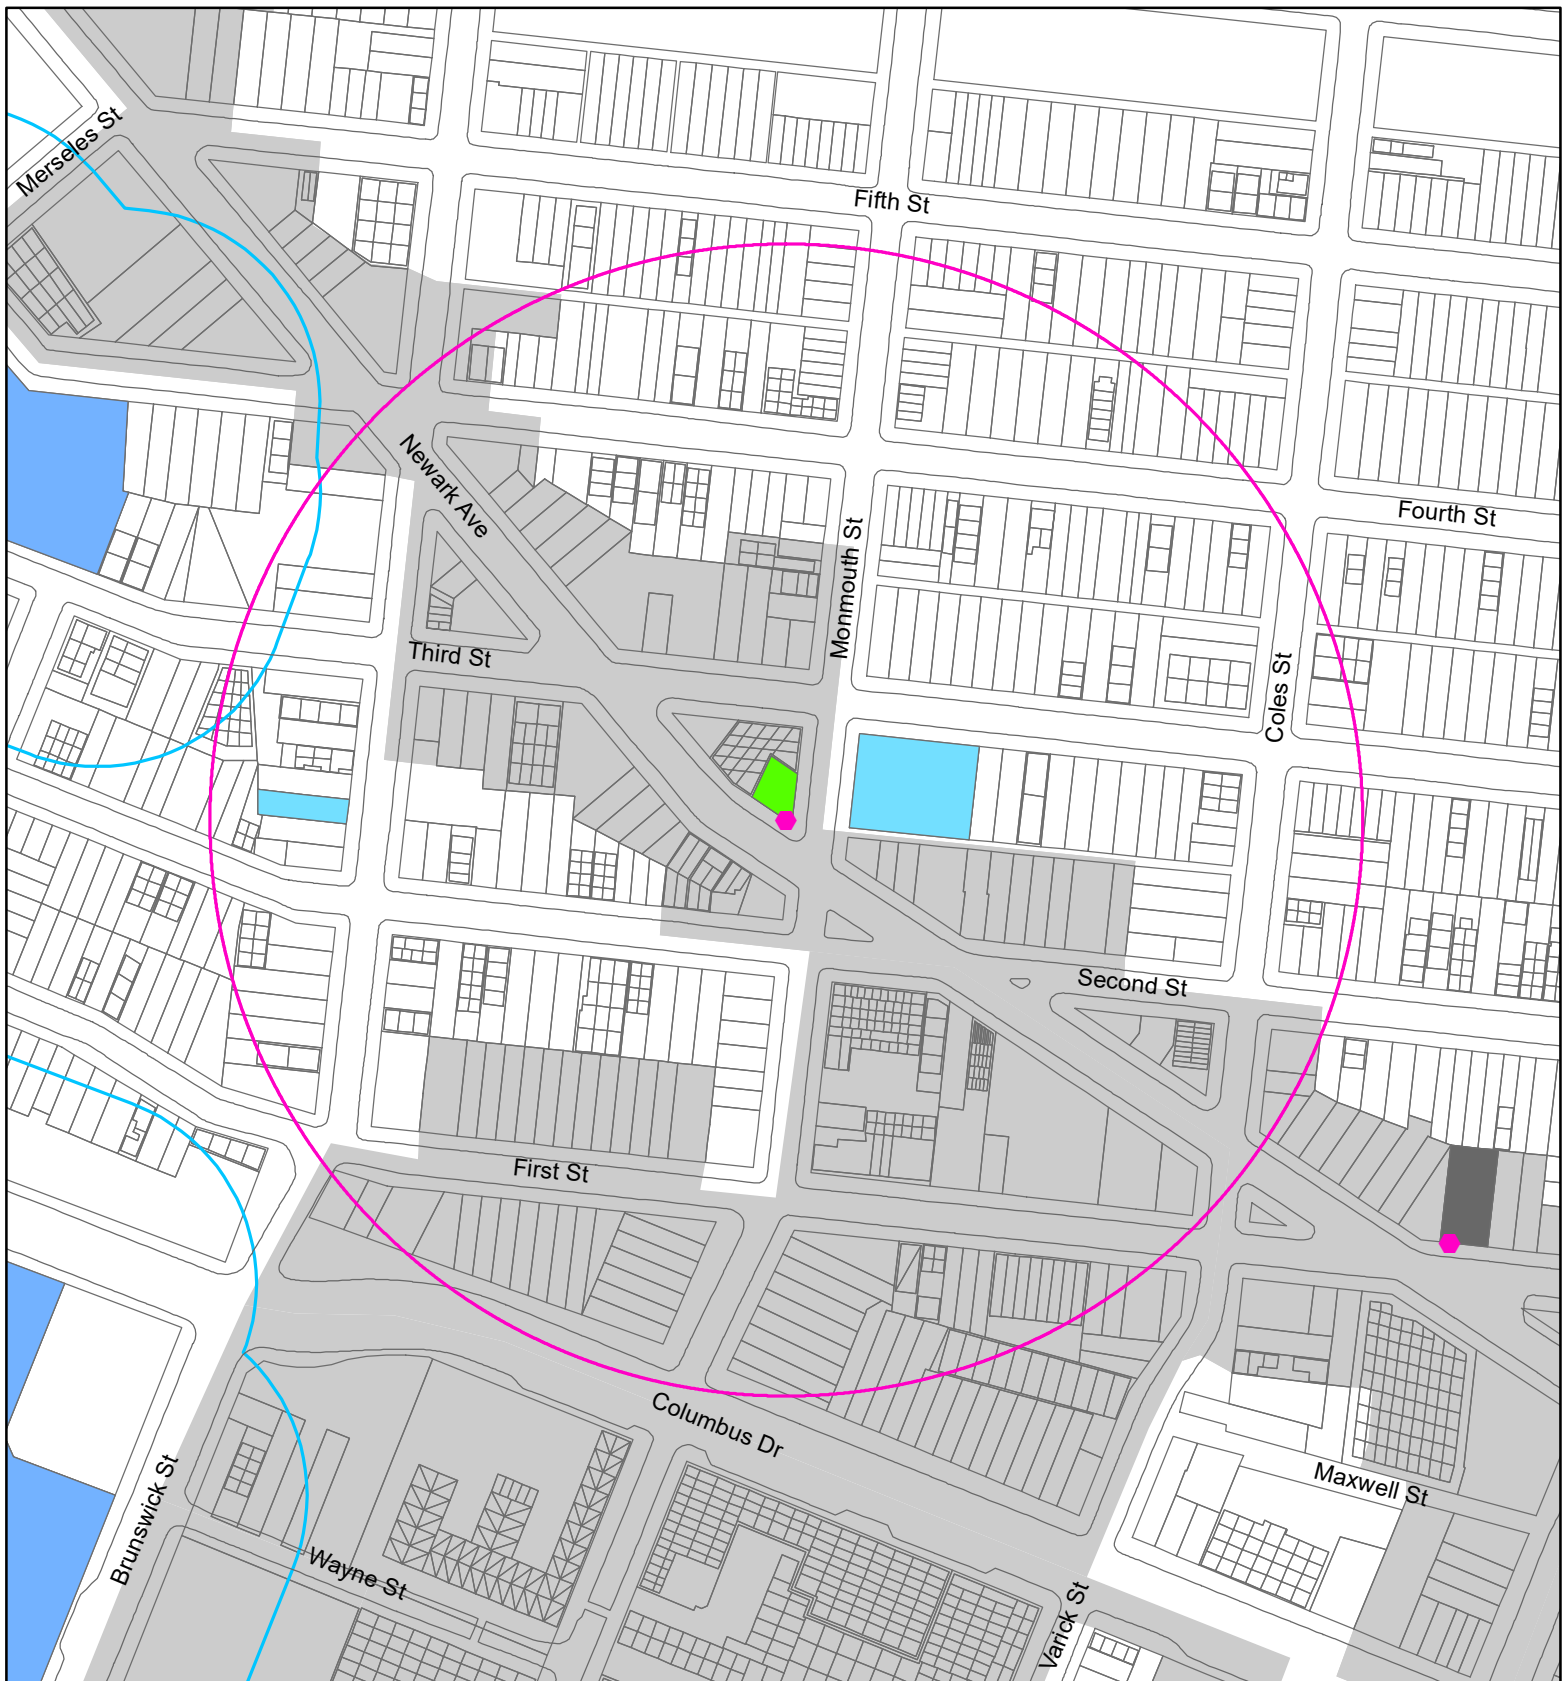 Merseles St
Fifth St
Newark Ave
Fourth St
Monmouth St
Third St
Coles St
Second St
First St
Columbus Dr
Maxwell St
Brunswick St
Wayne St
Varick St